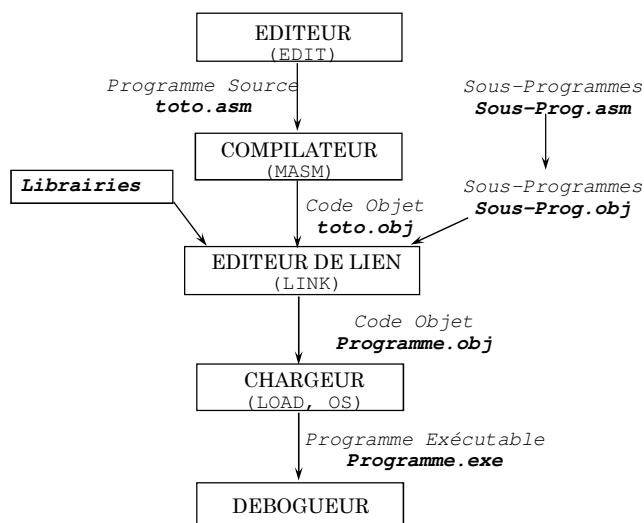 EDITEUR
(EDIT)
Programme Source
toto.asm
Sous-Programmes
Sous-Prog.asm
COMPILATEUR
(MASM)
Librairies
Sous-Programmes
Sous-Prog.obj
Code Objet
toto.obj
EDITEUR DE LIEN
(LINK)
Code Objet
Programme.obj
CHARGEUR
(LOAD, OS)
Programme Exécutable
Programme.exe
DEBOGUEUR